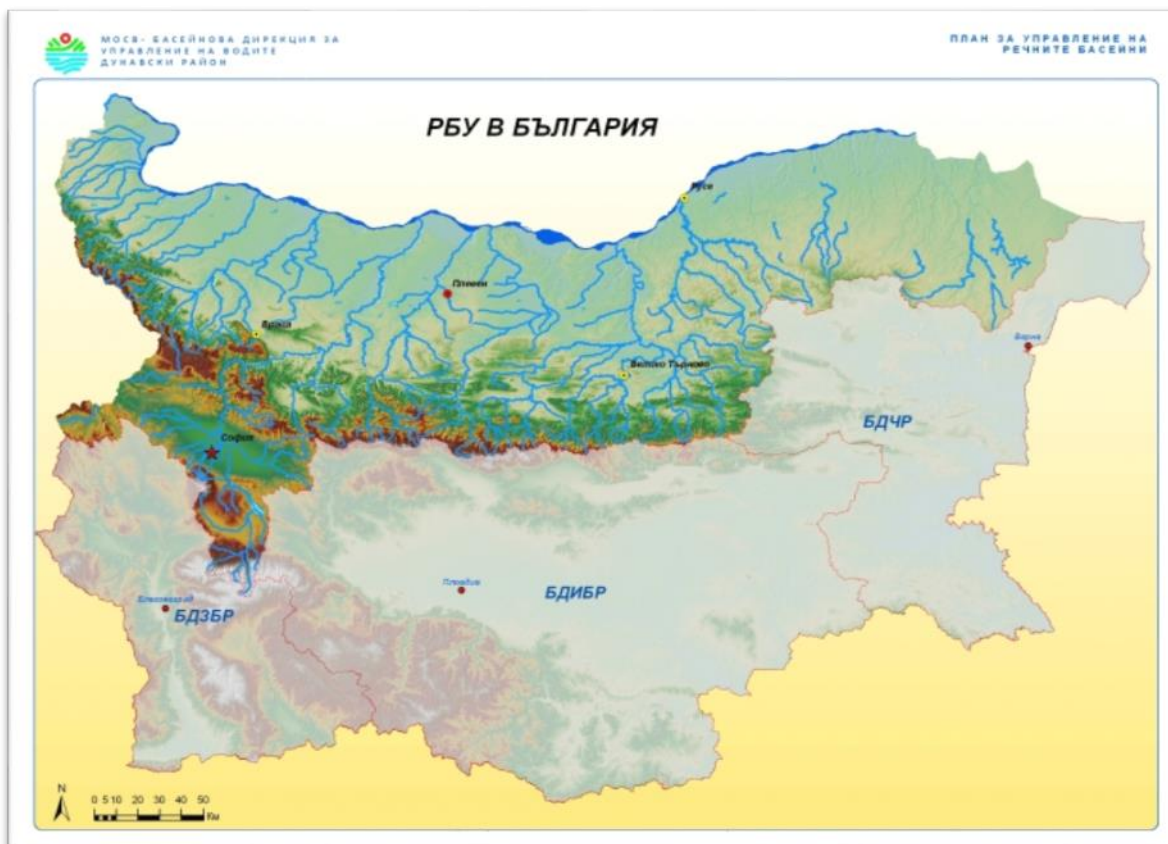 МОСВ- БАСЕЙНОВА ДИРЕКЦИЯ ЗА
УПРАВЛЕНИЕ НА ВОДИТЕ
ДУНАВСКИ РАЙОН
ПЛАН ЗА УПРАВЛЕНИЕ НА
РЕЧНИТЕ БАСЕЙНИ
РБУ В БЪЛГАРИЯ
Русе
Плевен
Враца
Варна
Велико Търново
БДЧР
София
Пловдив
БДИБР
Благоевград
БДЗБР
N
0 5 10 20 30 40 50
Км